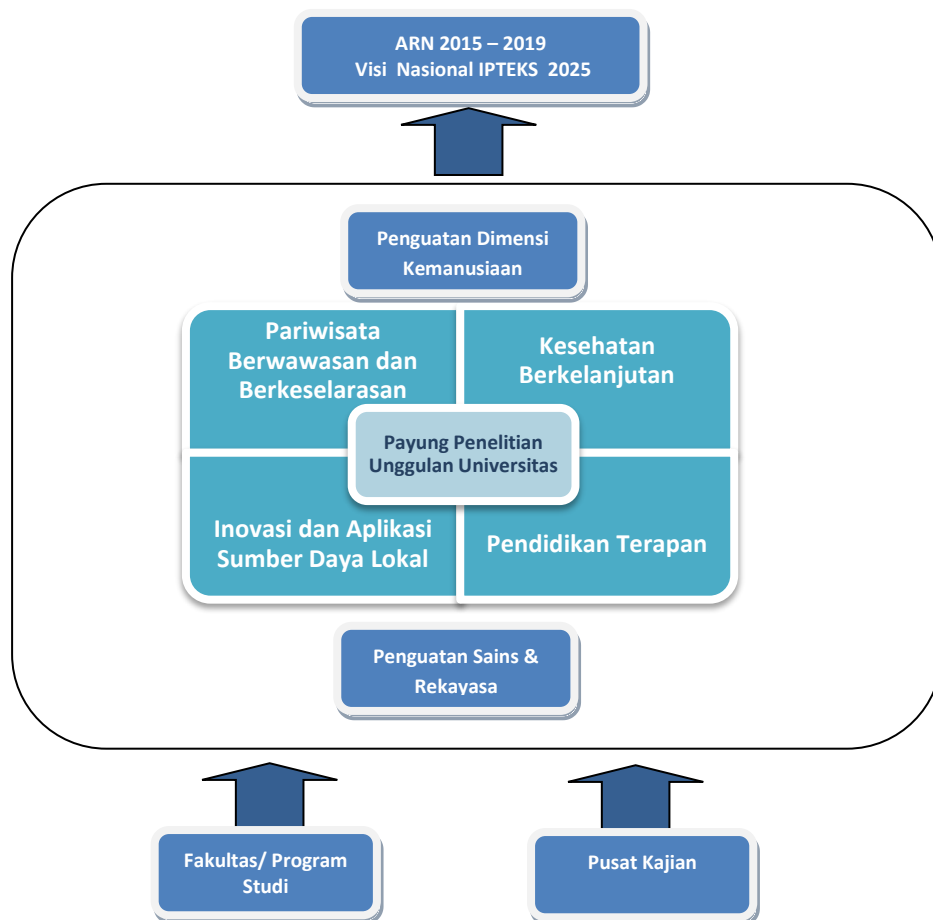 ARN 2015 – 2019
Visi Nasional IPTEKS 2025
Penguatan Dimensi
Kemanusiaan
Pariwisata
Berwawasan dan
Berkeselarasan
Kesehatan
Berkelanjutan
Payung Penelitian
Unggulan Universitas
Inovasi dan Aplikasi
Sumber Daya Lokal
Pendidikan Terapan
Penguatan Sains &
Rekayasa
Fakultas/ Program
Studi
Pusat Kajian